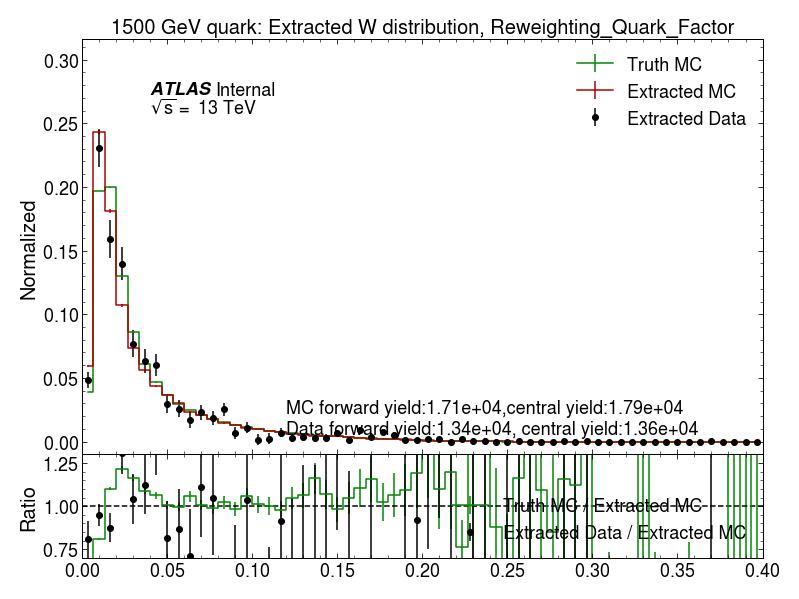 1500 GeV quark: Extracted W distribution, Reweighting_Quark_Factor
0.30
0.25
0.20
0.15
0.10
0.05
0.00
Normalized
ATLAS Internal
√s = 13 TeV
Truth MC
Extracted MC
Extracted Data
MC forward yield:1.71e+04,central yield:1.79e+04
Data forward yield:1.34e+04, central yield:1.36e+04
1.25
1.00
0.75
Ratio
Truth MC / Extracted MC
Extracted Data / Extracted MC
0.00 0.05 0.10 0.15 0.20 0.25 0.30 0.35 0.40